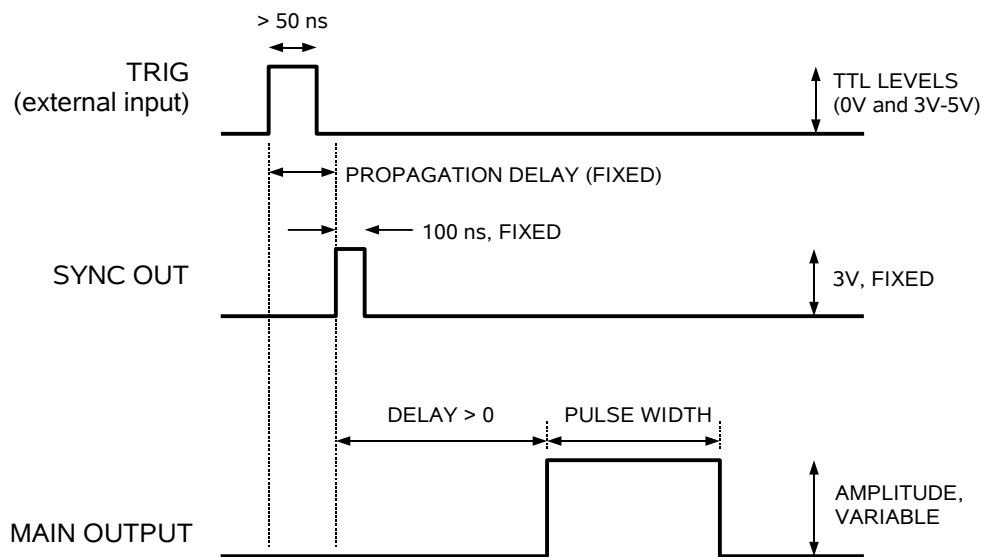 > 50 ns
TRIG
(external input)
TTL LEVELS
(0V and 3V-5V)
PROPAGATION DELAY (FIXED)
100 ns, FIXED
SYNC OUT
3V, FIXED
DELAY > 0
PULSE WIDTH
AMPLITUDE,
VARIABLE
MAIN OUTPUT